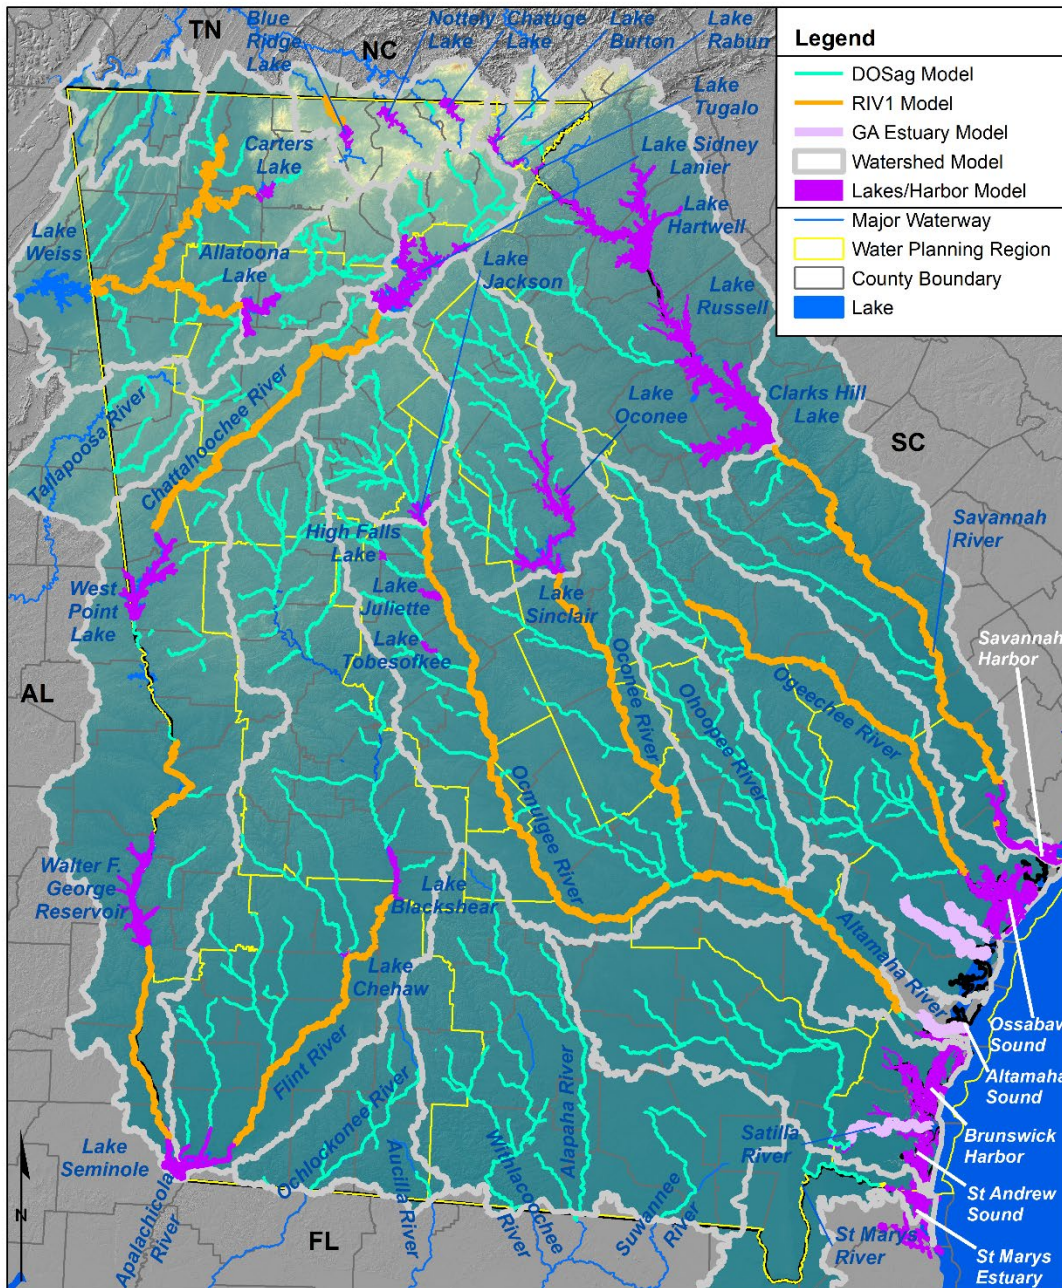 TN
Blue
Ridge
Lake
NC
Nottely
Lake
Chatuge
Lake
Lake
Burton
Lake
Rabun
Lake
Tugalo
Lake Sidney
Lanier
Legend
DOSag Model
RIV1 Model
GA Estuary Model
Watershed Model
Lakes/Harbor Model
Major Waterway
Water Planning Region
County Boundary
Lake
Carters
Lake
Lake
Hartwell
Lake
Weiss
Allatoona
Lake
Lake
Jackson
Lake
Russell
Tallapoosa River
Chattahoochee River
Lake
Oconee
Clarks Hill
Lake
SC
High Falls
Lake
Savannah
River
West
Point
Lake
Lake
Juliette
Lake
Sinclair
Lake
Tobesofkee
Savannah
Harbor
AL
Oconee River
Ohoopee River
Ogeechee River
Ocmulgee River
Walter F.
George
Reservoir
Lake
Blackshear
Altamaha River
Lake
Chehaw
Ossabaw
Sound
Flint River
Altamaha
Sound
Ochlockonee River
Aucilla River
Withlacoochee
River
Alapaha River
Suwannee
River
Satilla
River
Brunswick
Harbor
Lake
Seminole
St Andrew
Sound
Apalachicola
River
N
FL
St Marys
River
St Marys
Estuary